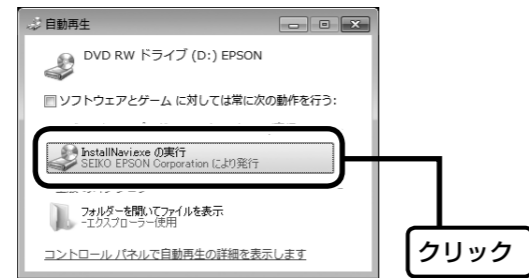 自動再生
DVD RW ドライブ (D:) EPSON
ソフトウェアとゲーム に対しては常に次の動作を行う:
InstallNavi.exe の実行
SEIKO EPSON Corporation により発行
フォルダーを開いてファイルを表示
-エクスプローラー使用
コントロール パネルで自動再生の詳細を表示します
クリック